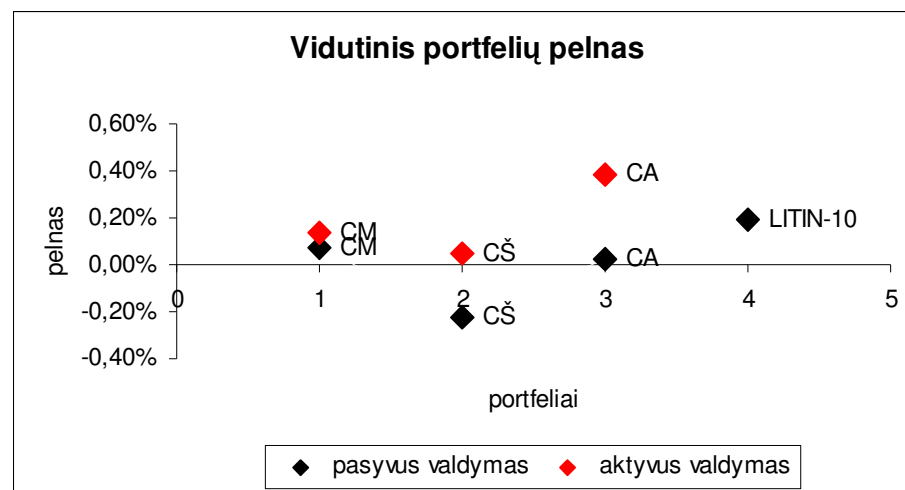 Vidutinis portfelių pelnas
pelnas
0,60%
0,40%
0,20%
0,00%
-0,20%
-0,40%
CA
LITIN-10
CM
CM
CŠ
CA
CŠ
0 1 2 3 4 5
portfeliai
pasyvus valdymas aktyvus valdymas